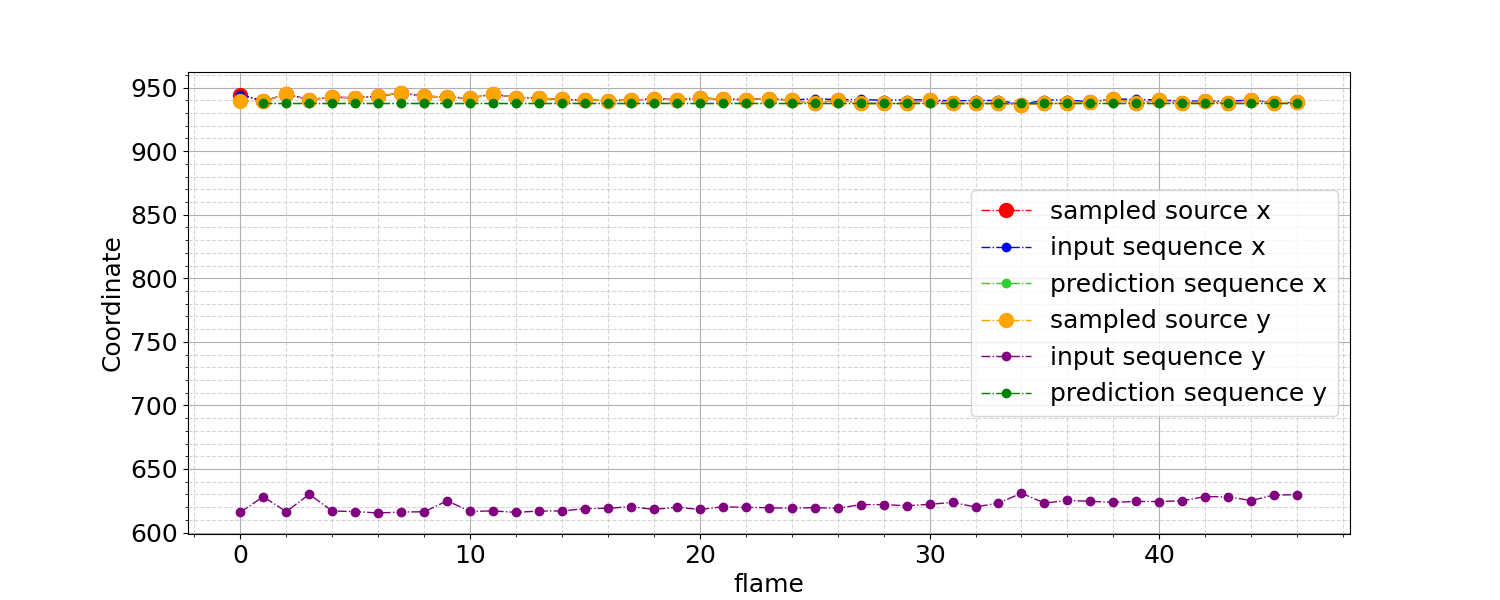 950
900
850
800
750
700
650
600
Coordinate
sampled source x
input sequence x
prediction sequence x
sampled source y
input sequence y
prediction sequence y
0 10 20 30 40
flame